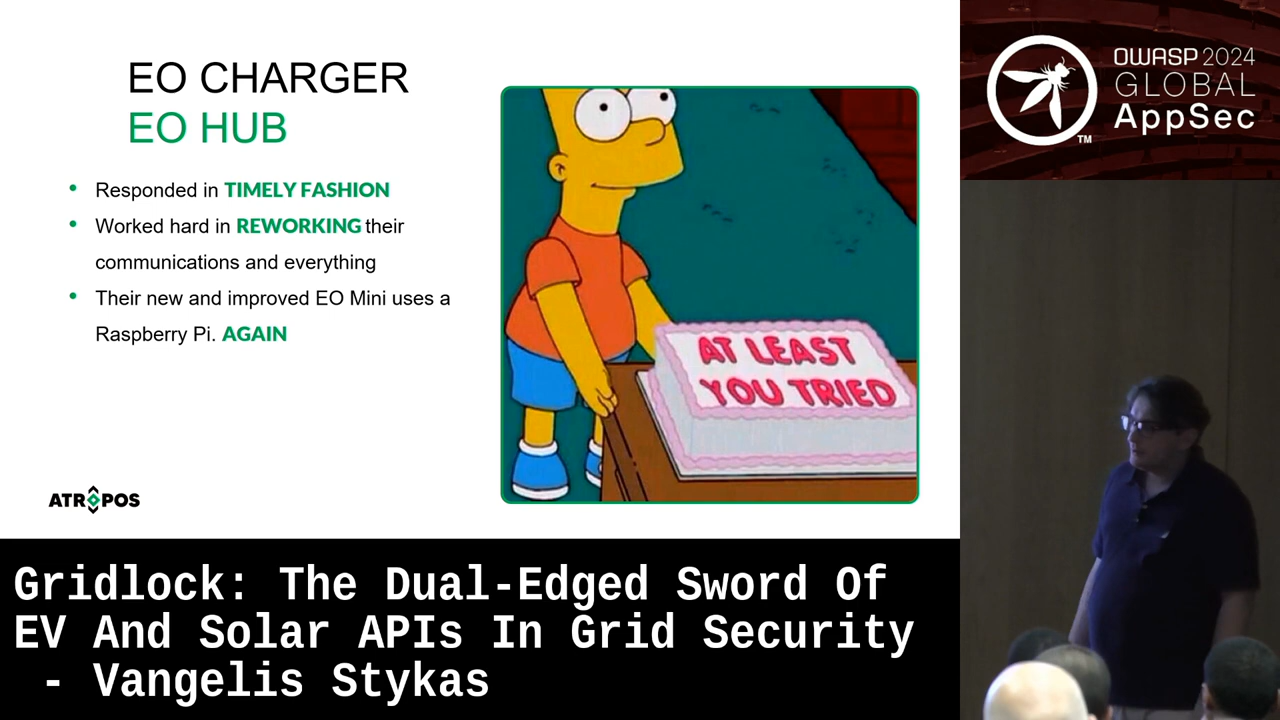 EO CHARGER
EO HUB
• Responded in TIMELY FASHION
• Worked hard in REWORKING their
communications and everything
• Their new and improved EO Mini uses a
Raspberry Pi. AGAIN
AT LEAST
YOU TRIED
ATROPOS
OWASP 2024
GLOBAL
AppSec
TM
Gridlock: The Dual-Edged Sword Of
EV And Solar APIs In Grid Security
- Vangelis Stykas